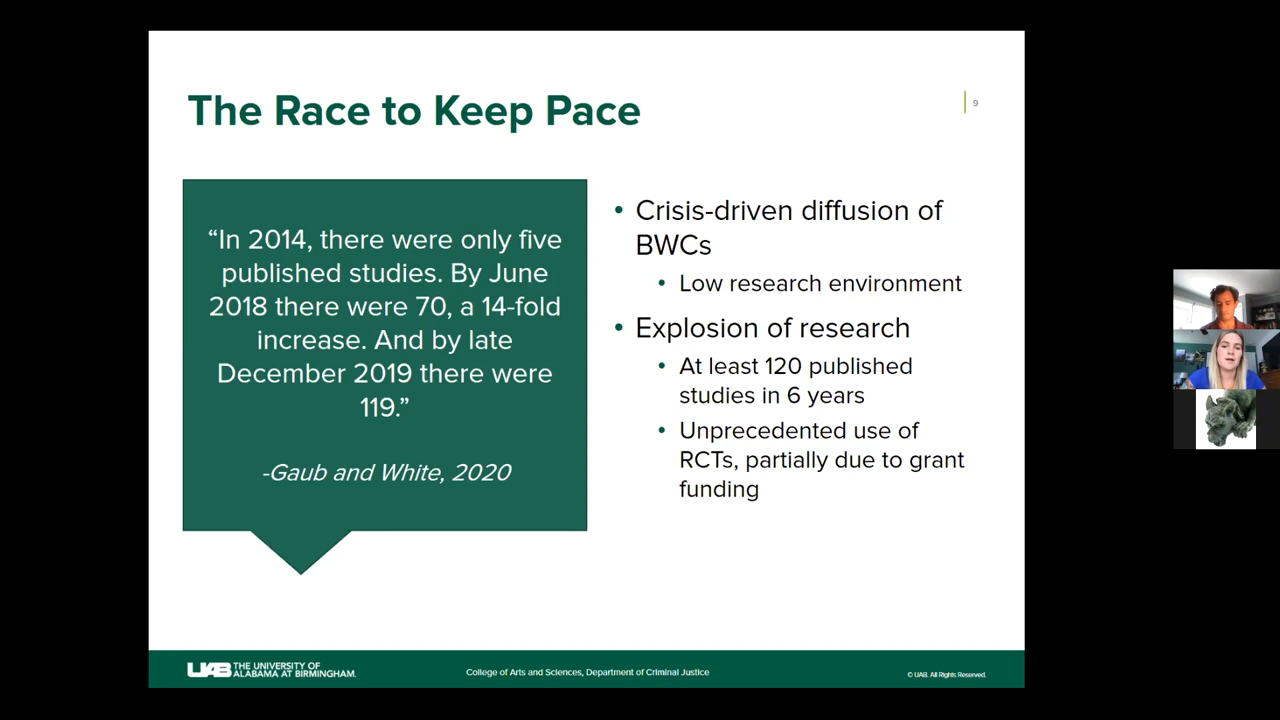 The Race to Keep Pace
9
“In 2014, there were only five
published studies. By June
2018 there were 70, a 14-fold
increase. And by late
December 2019 there were
119.”
-Gaub and White, 2020
• Crisis-driven diffusion of
BWCs
• Low research environment
• Explosion of research
• At least 120 published
studies in 6 years
• Unprecedented use of
RCTs, partially due to grant
funding
UAB THE UNIVERSITY OF
ALABAMA AT BIRMINGHAM.
College of Arts and Sciences, Department of Criminal Justice
© UAB. All Rights Reserved.